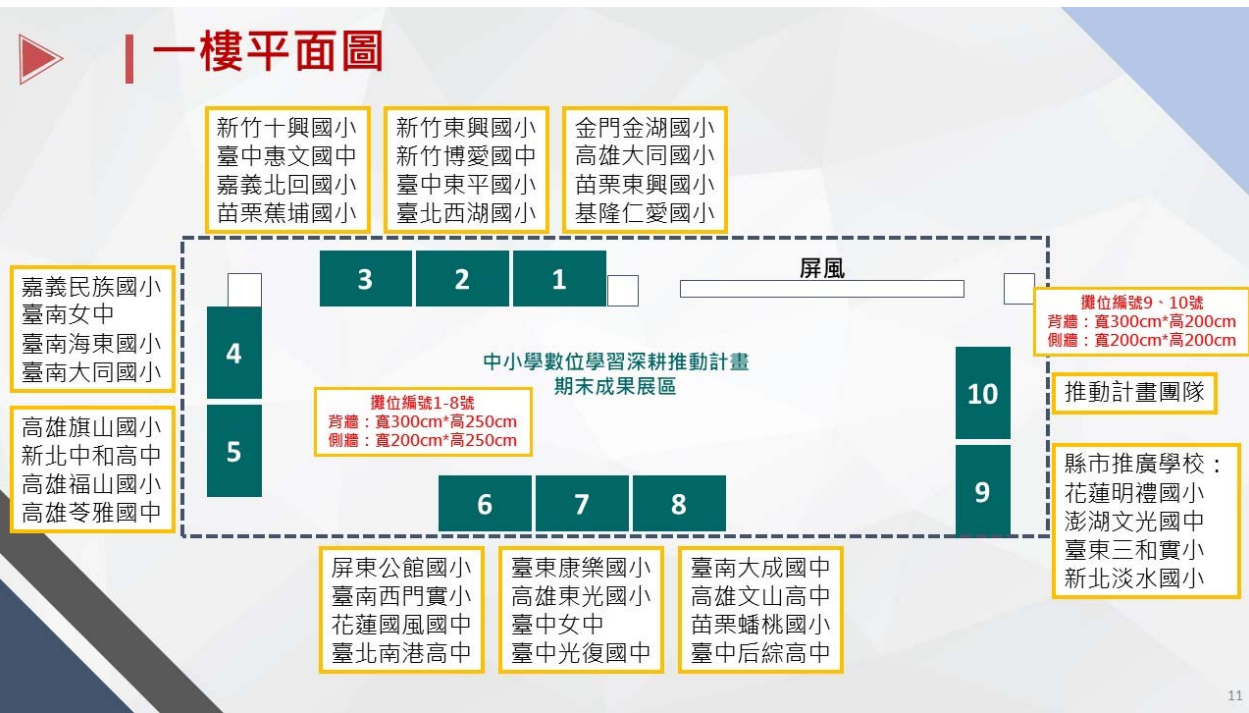 一樓平面圖
新竹十興國小
臺中惠文國中
嘉義北回國小
苗栗蕉埔國小
新竹東興國小
新竹博愛國中
臺中東平國小
臺北西湖國小
金門金湖國小
高雄大同國小
苗栗東興國小
基隆仁愛國小
3
2
1
屏風
嘉義民族國小
臺南女中
臺南海東國小
臺南大同國小
4
中小學數位學習深耕推動計畫
期末成果展區
攤位編號9、10號
背牆：寬300cm*高200cm
側牆：寬200cm*高200cm
10
推動計畫團隊
攤位編號1-8號
背牆：寬300cm*高250cm
側牆：寬200cm*高250cm
高雄旗山國小
新北中和高中
高雄福山國小
高雄苓雅國中
5
6
7
8
9
縣市推廣學校：
花蓮明禮國小
澎湖文光國中
臺東三和實小
新北淡水國小
屏東公館國小
臺南西門實小
花蓮國風國中
臺北南港高中
臺東康樂國小
高雄東光國小
臺中女中
臺中光復國中
臺南大成國中
高雄文山高中
苗栗蟠桃國小
臺中后綜高中
11